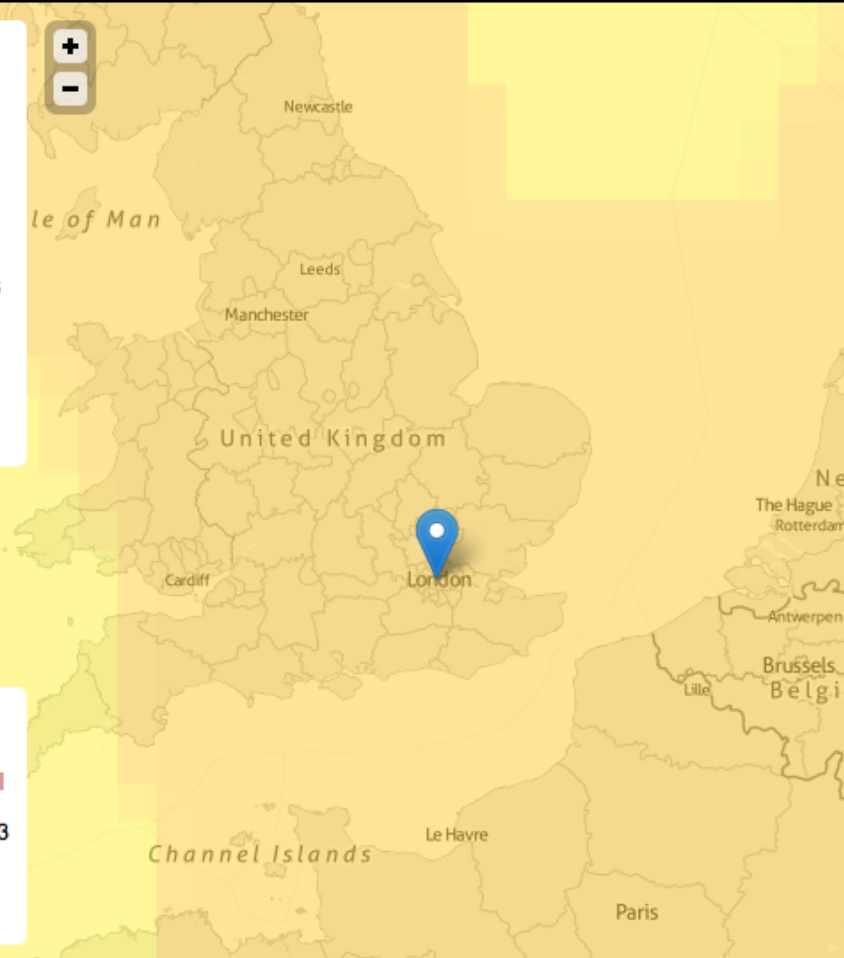 +
−
Newcastle
le of Man
Leeds
Manchester
United Kingdom
Ne
The Hague
Rotterdam
London
Cardiff
Antwerpen
Brussels
Lille
Belgi
3
Le Havre
Channel Islands
Paris